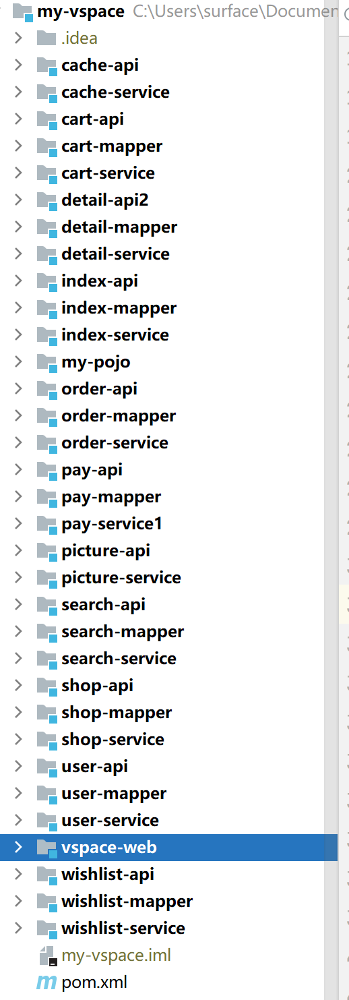 my-vspace C:\Users\surface\Documen
.idea
cache-api
cache-service
cart-api
cart-mapper
cart-service
detail-api2
detail-mapper
detail-service
index-api
index-mapper
index-service
my-pojo
order-api
order-mapper
order-service
pay-api
pay-mapper
pay-service1
picture-api
picture-service
search-api
search-mapper
search-service
shop-api
shop-mapper
shop-service
user-api
user-mapper
user-service
vspace-web
wishlist-api
wishlist-mapper
wishlist-service
my-vspace.iml
pom.xml